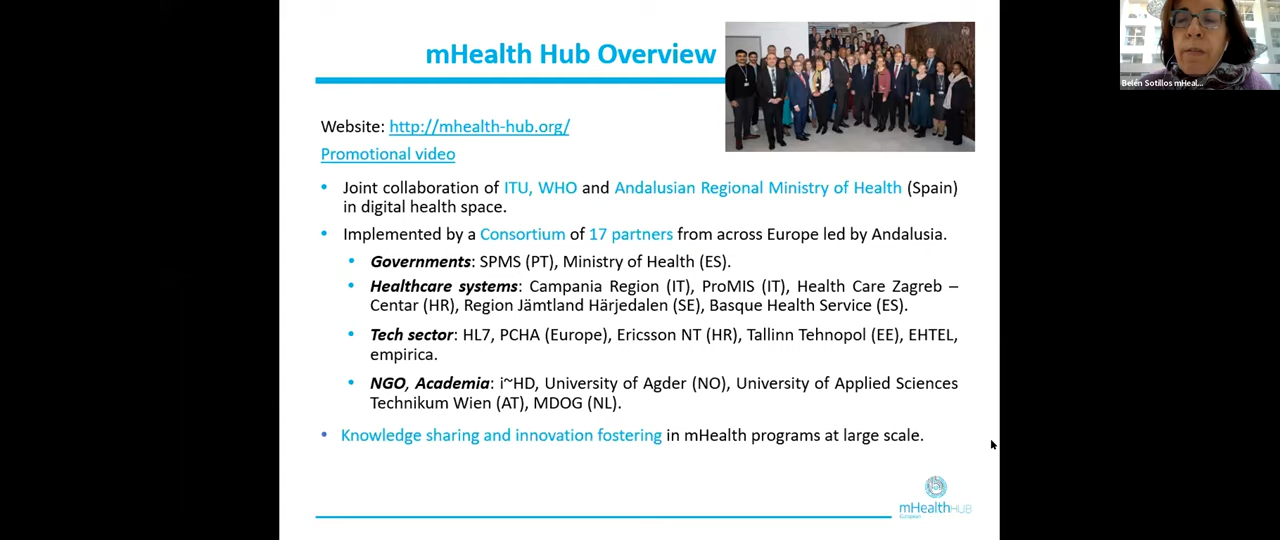 mHealth Hub Overview
Belén Sotillos mHeal...
Website: http://mhealth-hub.org/
Promotional video
• Joint collaboration of ITU, WHO and Andalusian Regional Ministry of Health (Spain)
in digital health space.
• Implemented by a Consortium of 17 partners from across Europe led by Andalusia.
• Governments: SPMS (PT), Ministry of Health (ES).
• Healthcare systems: Campania Region (IT), ProMIS (IT), Health Care Zagreb –
Centar (HR), Region Jämtland Härjedalen (SE), Basque Health Service (ES).
• Tech sector: HL7, PCHA (Europe), Ericsson NT (HR), Tallinn Tehnopol (EE), EHTEL,
empirica.
• NGO, Academia: i~HD, University of Agder (NO), University of Applied Sciences
Technikum Wien (AT), MDOG (NL).
• Knowledge sharing and innovation fostering in mHealth programs at large scale.
mHealthHUB
European